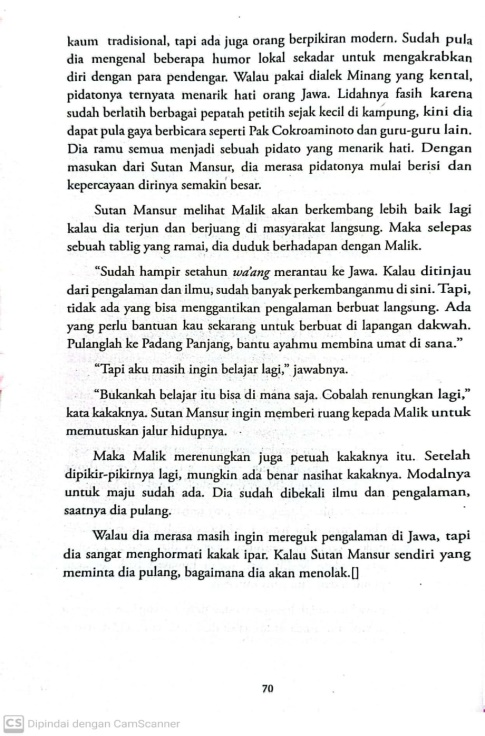 kaum tradisional, tapi ada juga orang berpikiran modern. Sudah pula
dia mengenal beberapa humor lokal sekadar untuk mengakrabkan
diri dengan para pendengar. Walau pakai dialek Minang yang kental,
pidatonya ternyata menarik hati orang Jawa. Lidahnya fasih karena
sudah berlatih berbagai pepatah petitih sejak kecil di kampung, kini dia
dapat pula gaya berbicara seperti Pak Cokroaminoto dan guru-guru lain.
Dia ramu semua menjadi sebuah pidato yang menarik hati. Dengan
masukan dari Sutan Mansur, dia merasa pidatonya mulai berisi dan
kepercayaan dirinya semakin besar.
Sutan Mansur melihat Malik akan berkembang lebih baik lagi
kalau dia terjun dan berjuang di masyarakat langsung. Maka selepas
sebuah tablig yang ramai, dia duduk berhadapan dengan Malik.
“Sudah hampir setahun wa'ang merantau ke Jawa. Kalau ditinjau
dari pengalaman dan ilmu, sudah banyak perkembanganmu di sini. Tapi,
tidak ada yang bisa menggantikan pengalaman berbuat langsung. Ada
yang perlu bantuan kau sekarang untuk berbuat di lapangan dakwah.
Pulanglah ke Padang Panjang, bantu ayahmu membina umat di sana.”
“Tapi aku masih ingin belajar lagi,” jawabnya.
“Bukankah belajar itu bisa di mana saja. Cobalah renungkan lagi,”
kata kakaknya. Sutan Mansur ingin memberi ruang kepada Malik untuk
memutuskan jalur hidupnya.
Maka Malik merenungkan juga petuah kakaknya itu. Setelah
dipikir-pikirnya lagi, mungkin ada benar nasihat kakaknya. Modalnya
untuk maju sudah ada. Dia sudah dibekali ilmu dan pengalaman,
saatnya dia pulang.
Walau dia merasa masih ingin mereguk pengalaman di Jawa, tapi
dia sangat menghormati kakak ipar. Kalau Sutan Mansur sendiri yang
meminta dia pulang, bagaimana dia akan menolak.[]
70
CS Dipindai dengan CamScanner